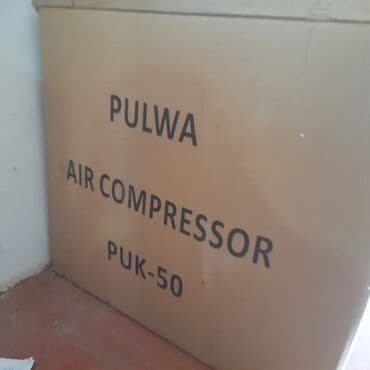 PULWA
AIR COMPRESSOR
PUK-50